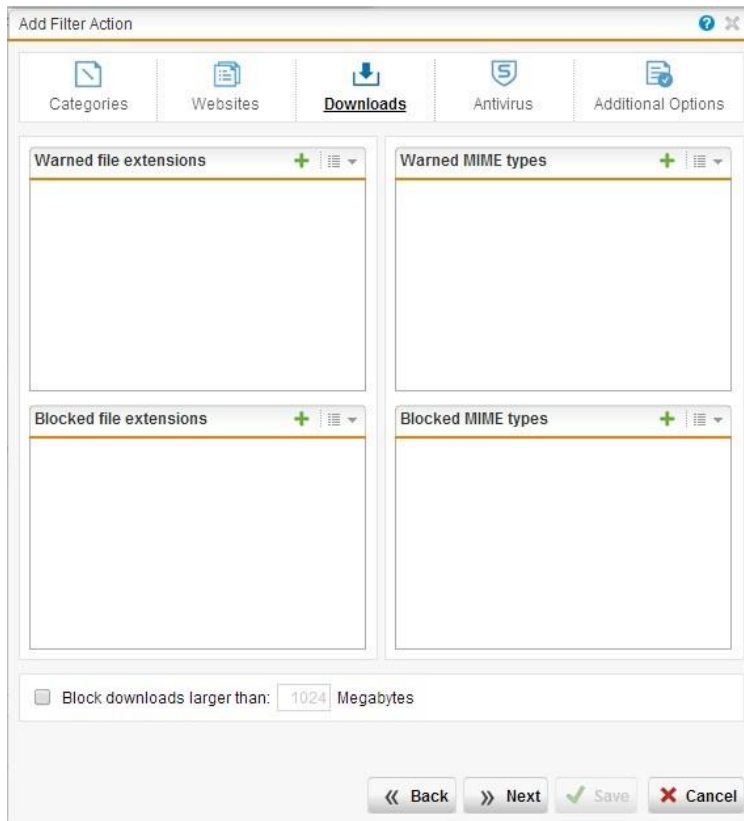 Add Filter Action
Categories Websites Downloads Antivirus Additional Options
Warned file extensions
Warned MIME types
Blocked file extensions
Blocked MIME types
Block downloads larger than: 1024 Megabytes
Back Next Save Cancel